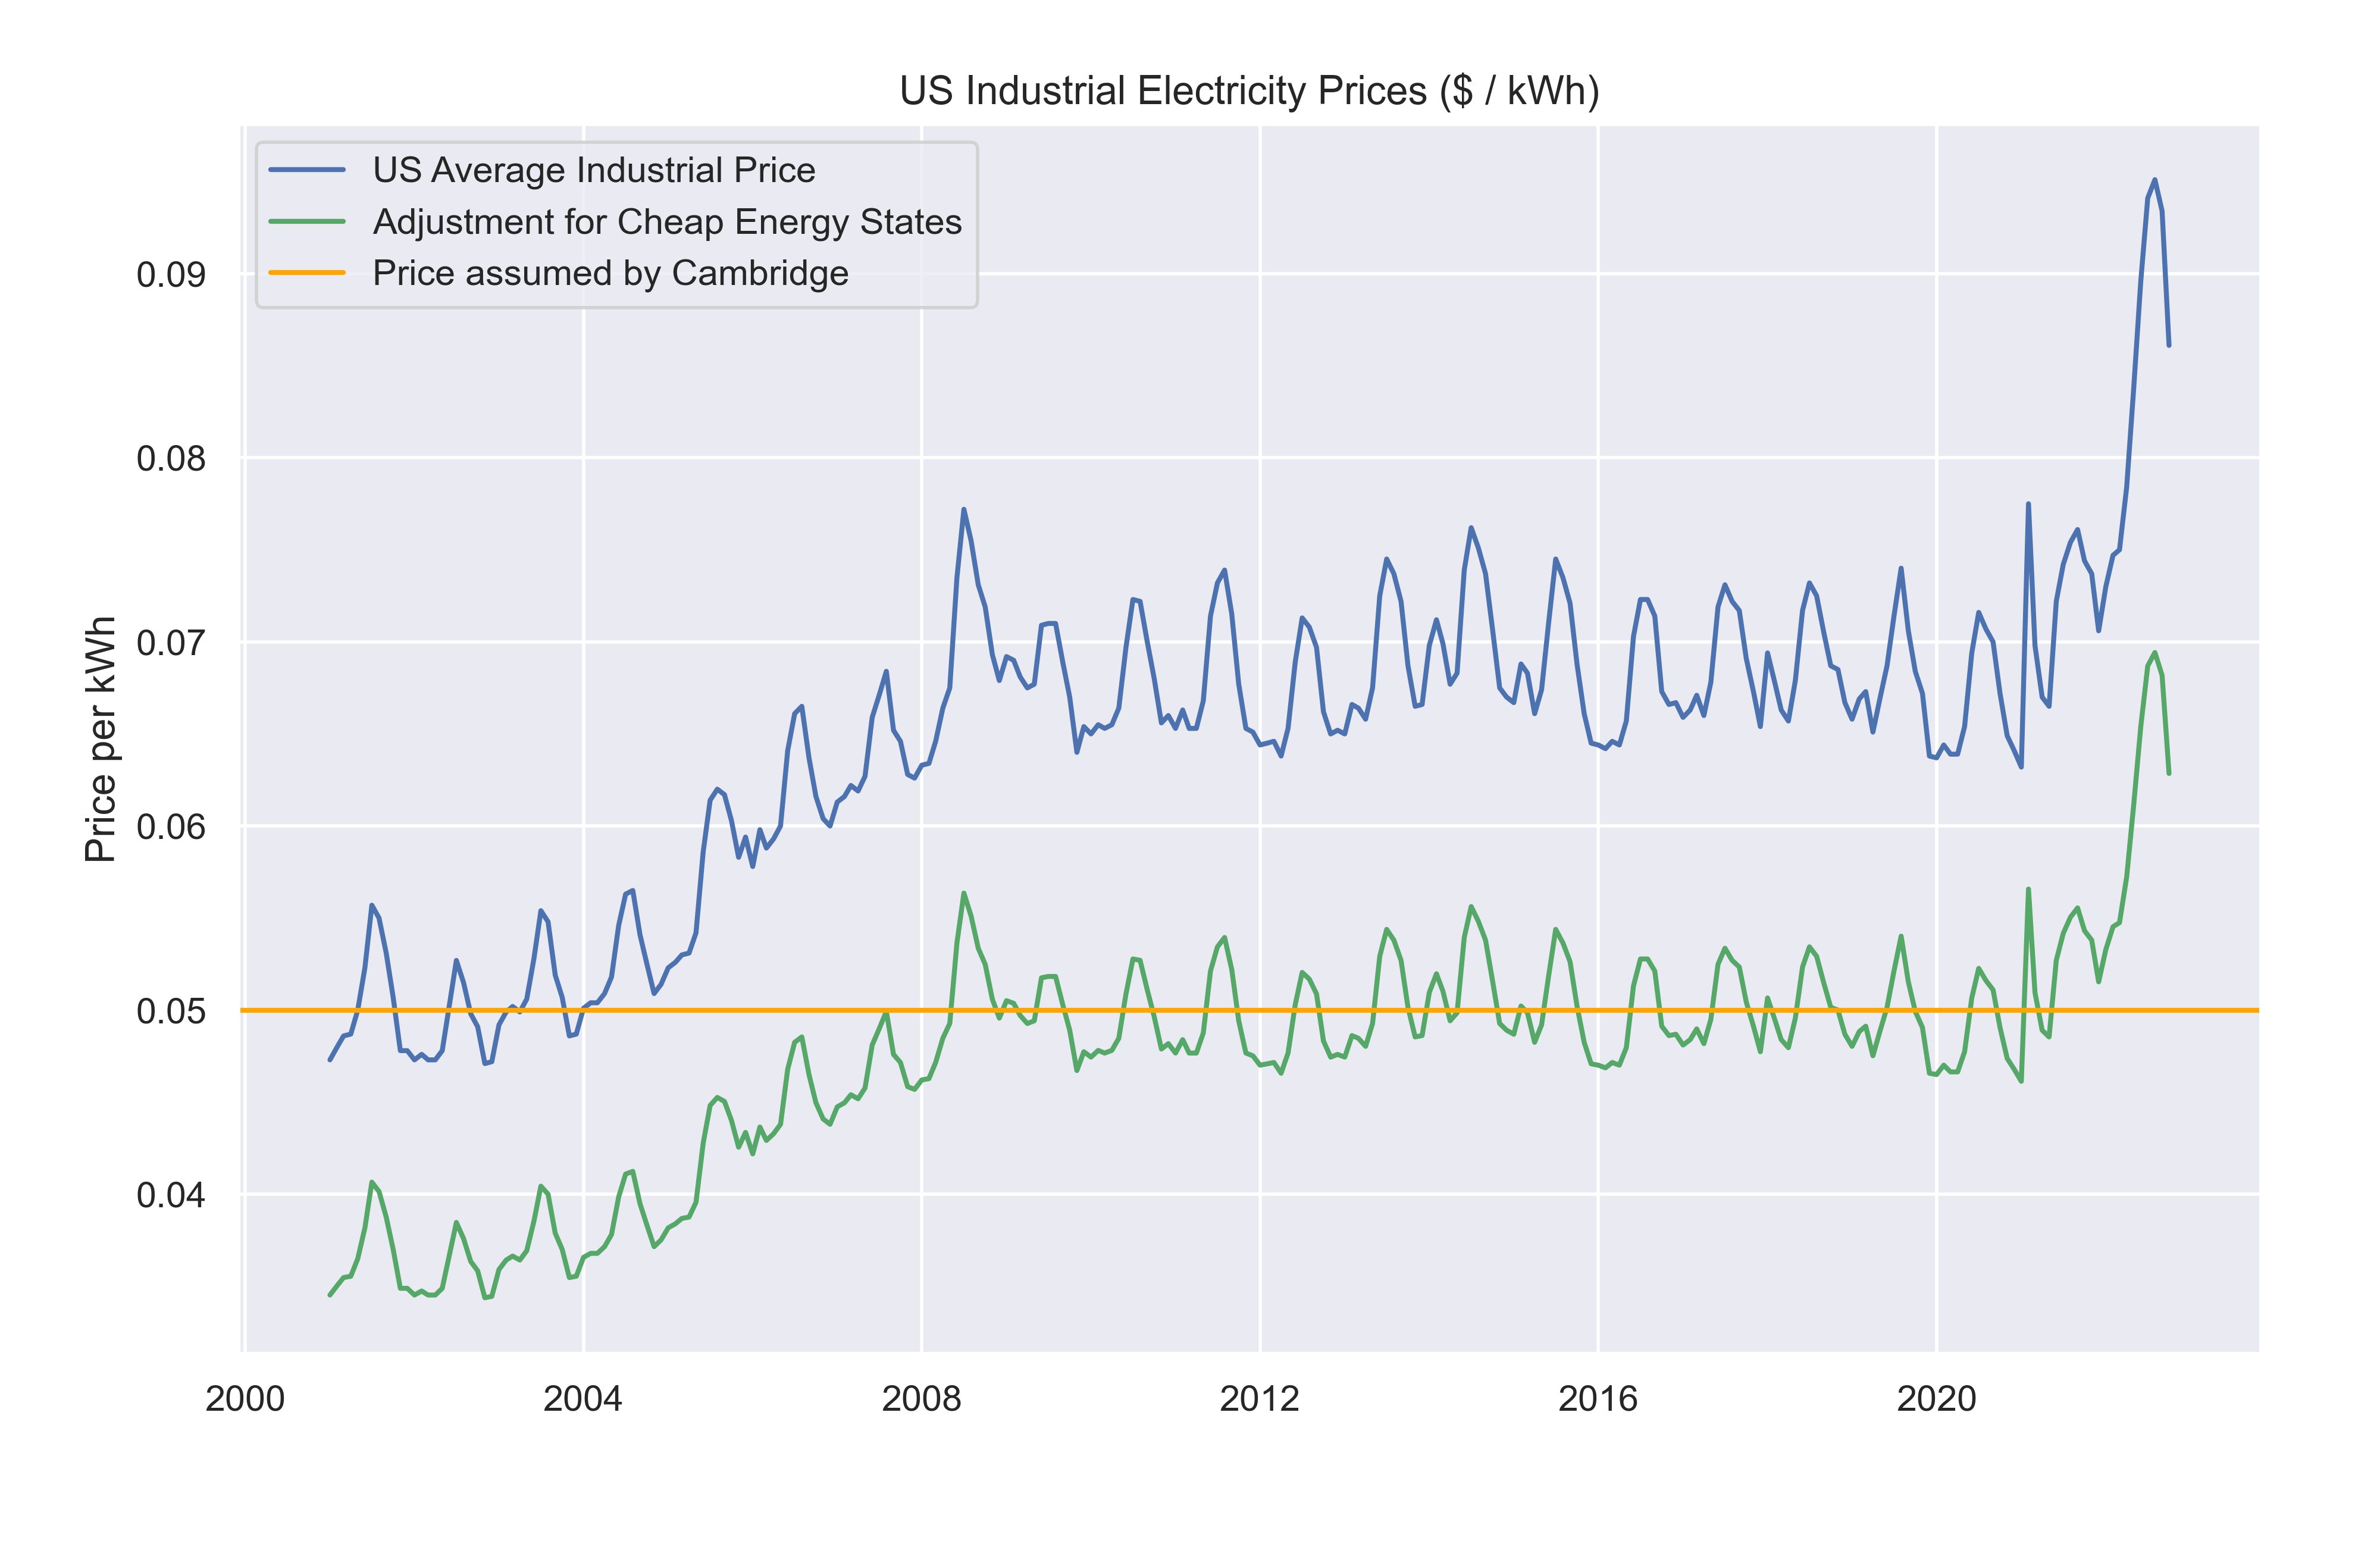 US Industrial Electricity Prices ($ / kWh)
US Average Industrial Price
Adjustment for Cheap Energy States
Price assumed by Cambridge
Price per kWh
0.09
0.08
0.07
0.06
0.05
0.04
2000 2004 2008 2012 2016 2020